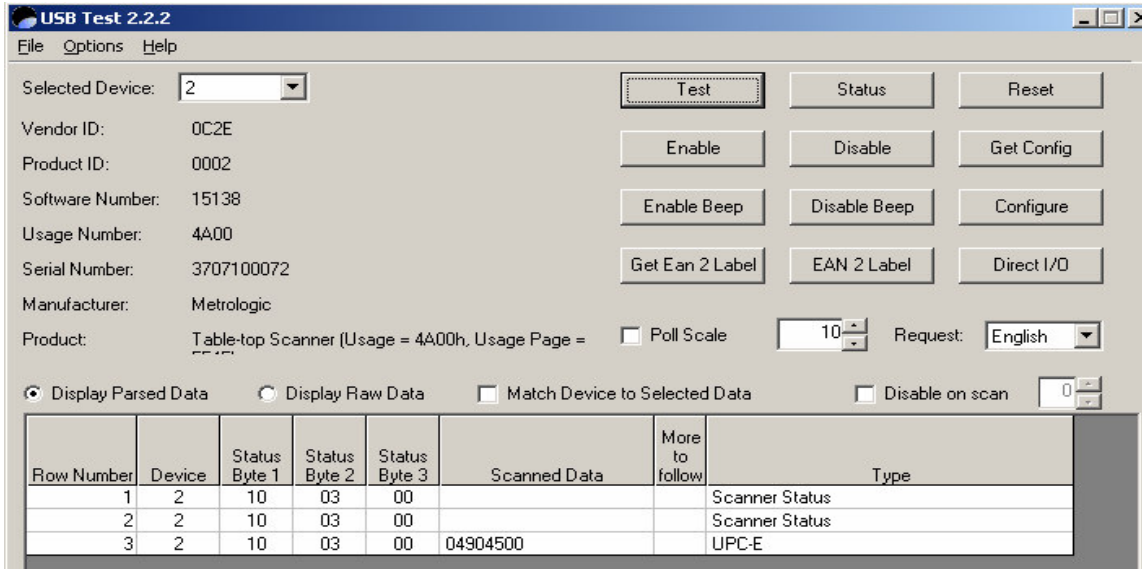 USB Test 2.2.2
File Options Help
Selected Device: 2 Test Status Reset
Vendor ID: 0C2E
Enable Disable Get Config
Product ID: 0002
Software Number: 15138 Enable Beep Disable Beep Configure
Usage Number: 4A00
Serial Number: 3707100072 Get Ean 2 Label EAN 2 Label Direct I/O
Manufacturer: Metrologic
Product: Table-top Scanner (Usage = 4A00h, Usage Page = Poll Scale 10 Request: English
Display Parsed Data Display Raw Data Match Device to Selected Data Disable on scan 0
Row Number Device Status Byte 1 Status Byte 2 Status Byte 3 Scanned Data More to follow Type
1 2 10 03 00 Scanner Status
2 2 10 03 00 Scanner Status
3 2 10 03 00 04904500 UPC-E